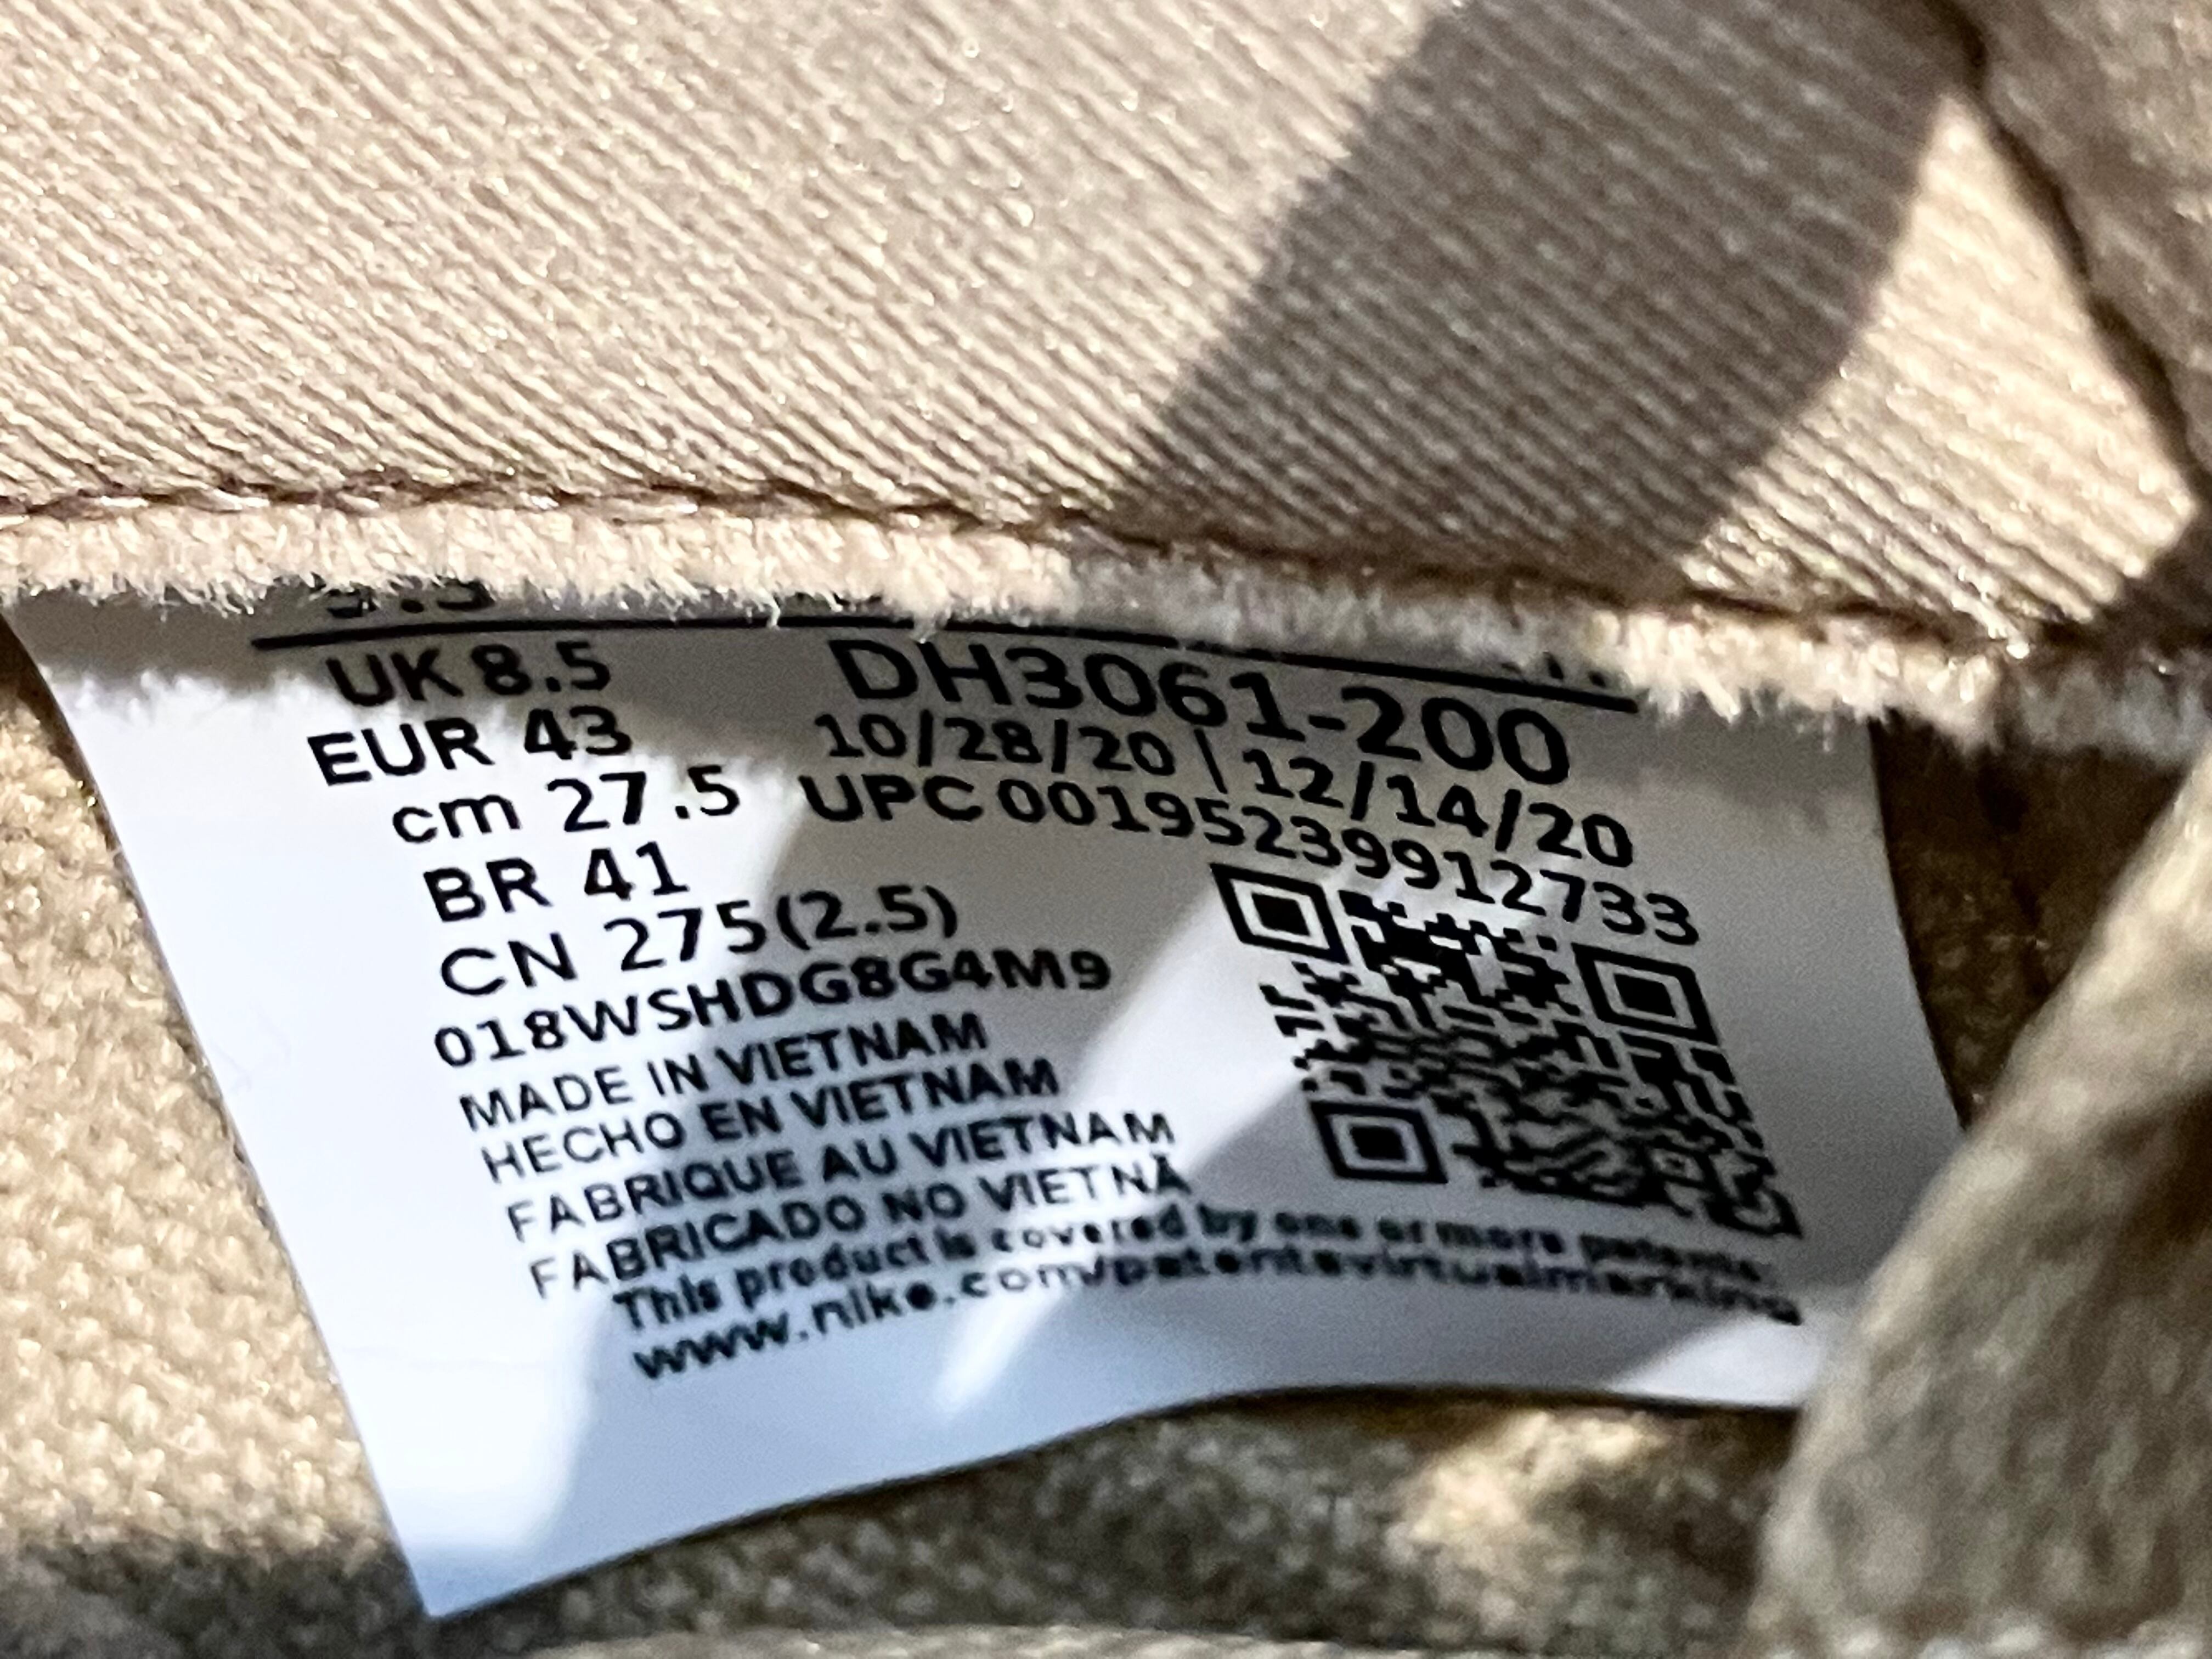 UK 8.5
EUR 43
cm 27.5
BR 41
CN 275(2.5)
018WSHDG8G4M9
MADE IN VIETNAM
HECHO EN VIETNAM
FABRIQUE AU VIETNAM
FABRICADO NO VIETNÃ
DH3061-200
10/28/20 | 12/14/20
UPC 00195239912733
This product is covered by one or more patents.
www.nike.com/patentsvirtualmarking